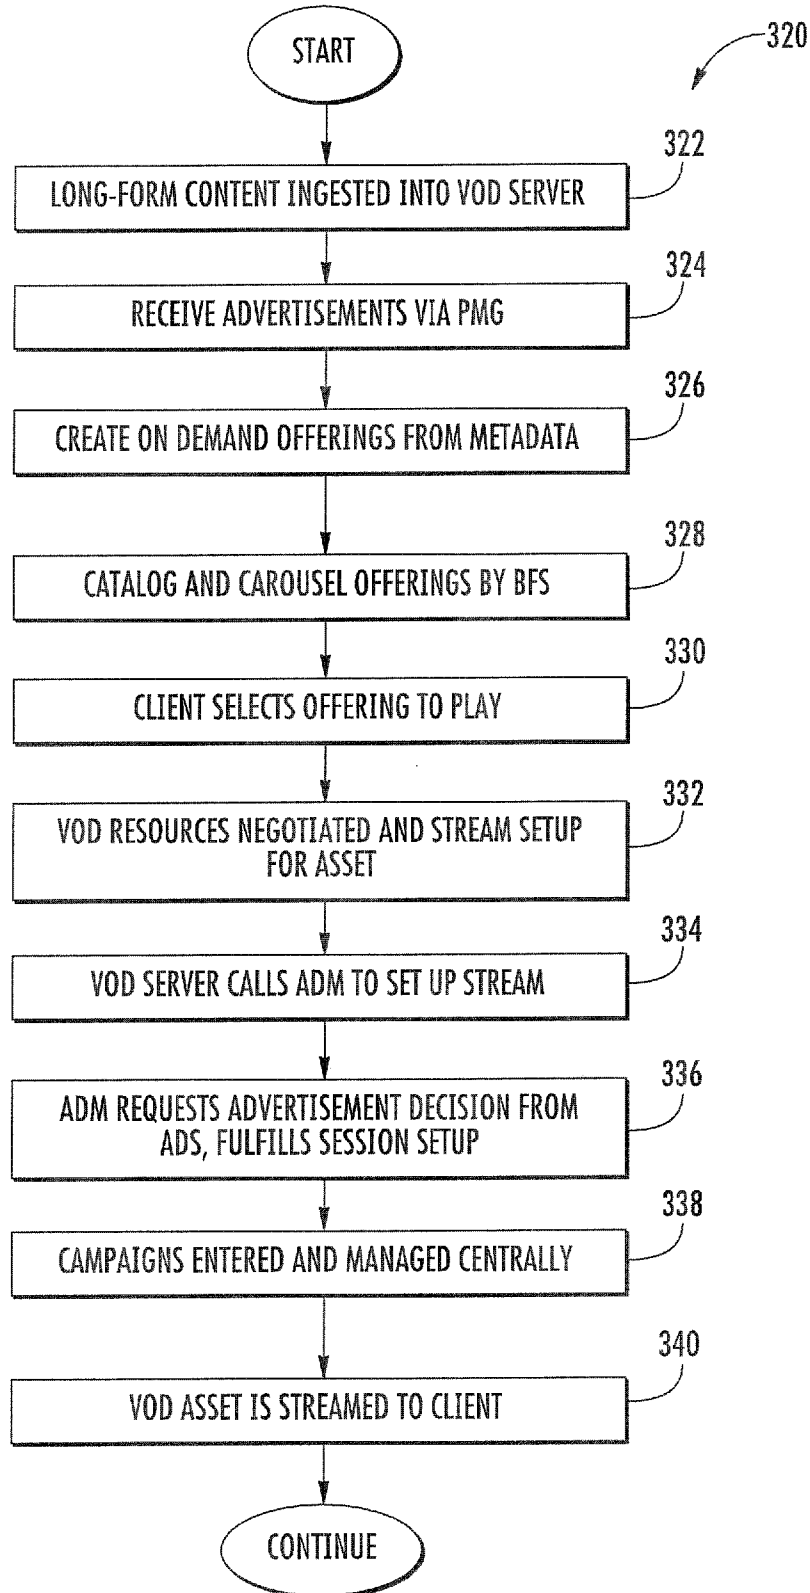 START
320
322
LONG-FORM CONTENT INGESTED INTO VOD SERVER
324
RECEIVE ADVERTISEMENTS VIA PMG
326
CREATE ON DEMAND OFFERINGS FROM METADATA
328
CATALOG AND CAROUSEL OFFERINGS BY BFS
330
CLIENT SELECTS OFFERING TO PLAY
332
VOD RESOURCES NEGOTIATED AND STREAM SETUP
FOR ASSET
334
VOD SERVER CALLS ADM TO SET UP STREAM
336
ADM REQUESTS ADVERTISEMENT DECISION FROM
ADS, FULFILLS SESSION SETUP
338
CAMPAIGNS ENTERED AND MANAGED CENTRALLY
340
VOD ASSET IS STREAMED TO CLIENT
CONTINUE